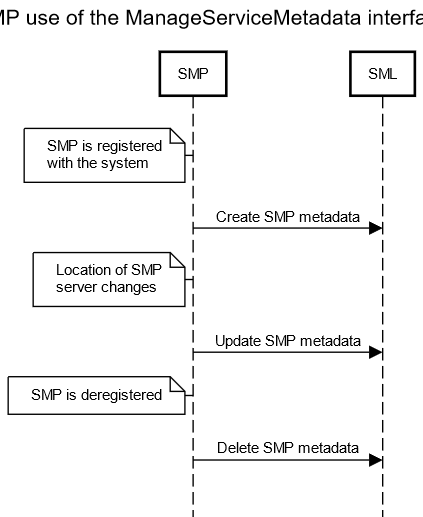 MP use of the ManageServiceMetadata interfa
SMP
SML
SMP is registered
with the system
Create SMP metadata
Location of SMP
server changes
Update SMP metadata
SMP is deregistered
Delete SMP metadata